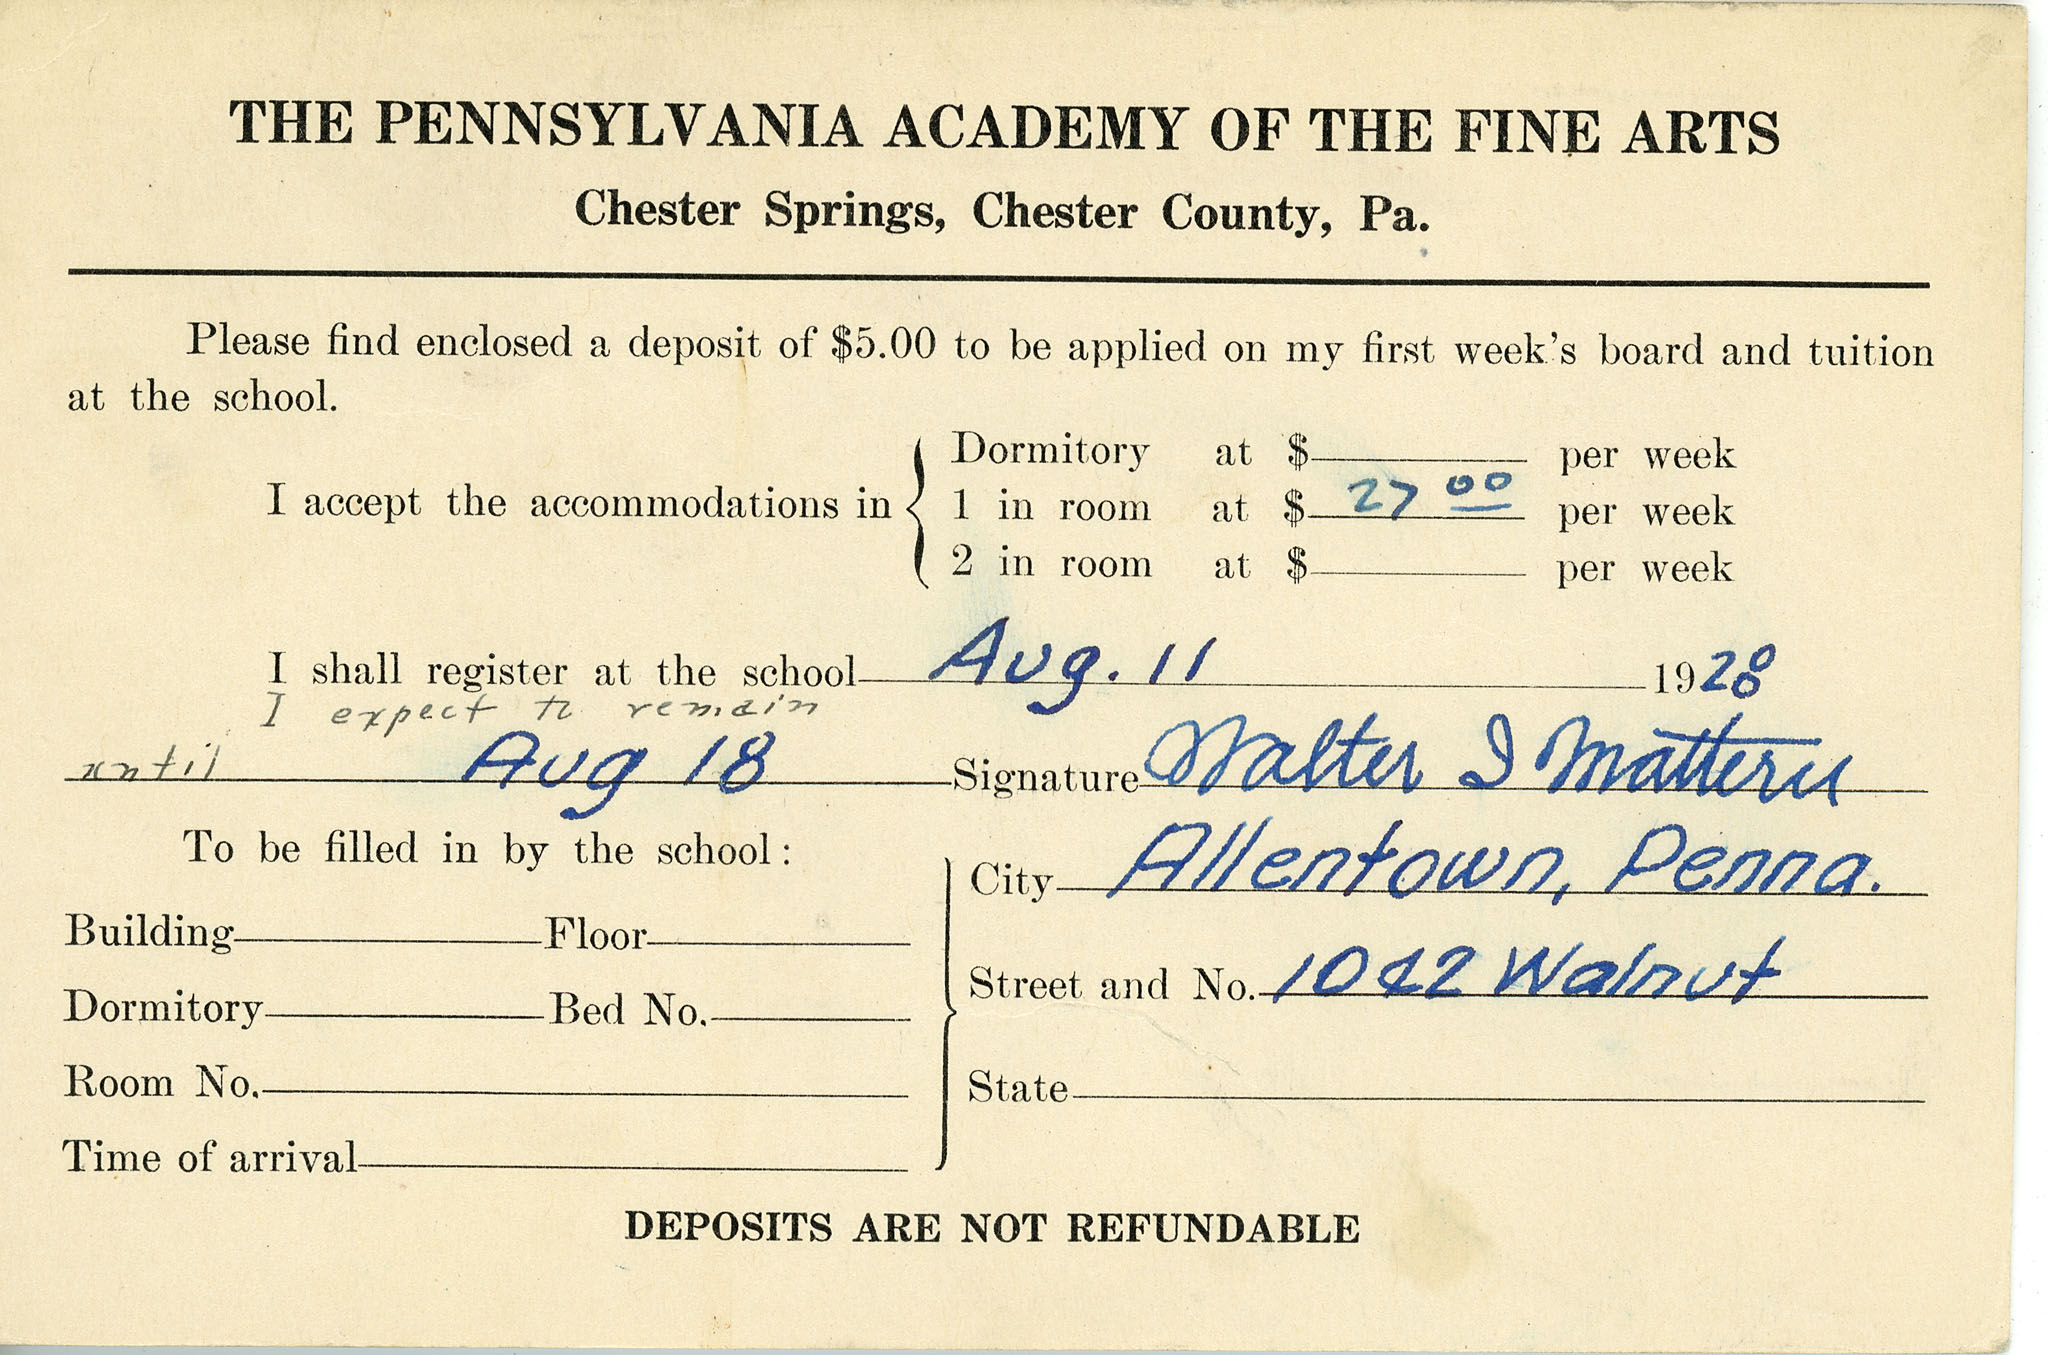 THE PENNSYLVANIA ACADEMY OF THE FINE ARTS
Chester Springs, Chester County, Pa.
Please find enclosed a deposit of $5.00 to be applied on my first week's board and tuition
at the school.
I accept the accommodations in
Dormitory at $ per week
1 in room at $ 27 00 per week
2 in room at $ per week
I shall register at the school Aug. 11 1928
I expect to remain
until Aug 18
Signature Walter I Mattern
To be filled in by the school:
City Allentown, Penna.
Building Floor
Street and No. 1042 Walnut
Dormitory Bed No.
Room No.
State
Time of arrival
DEPOSITS ARE NOT REFUNDABLE